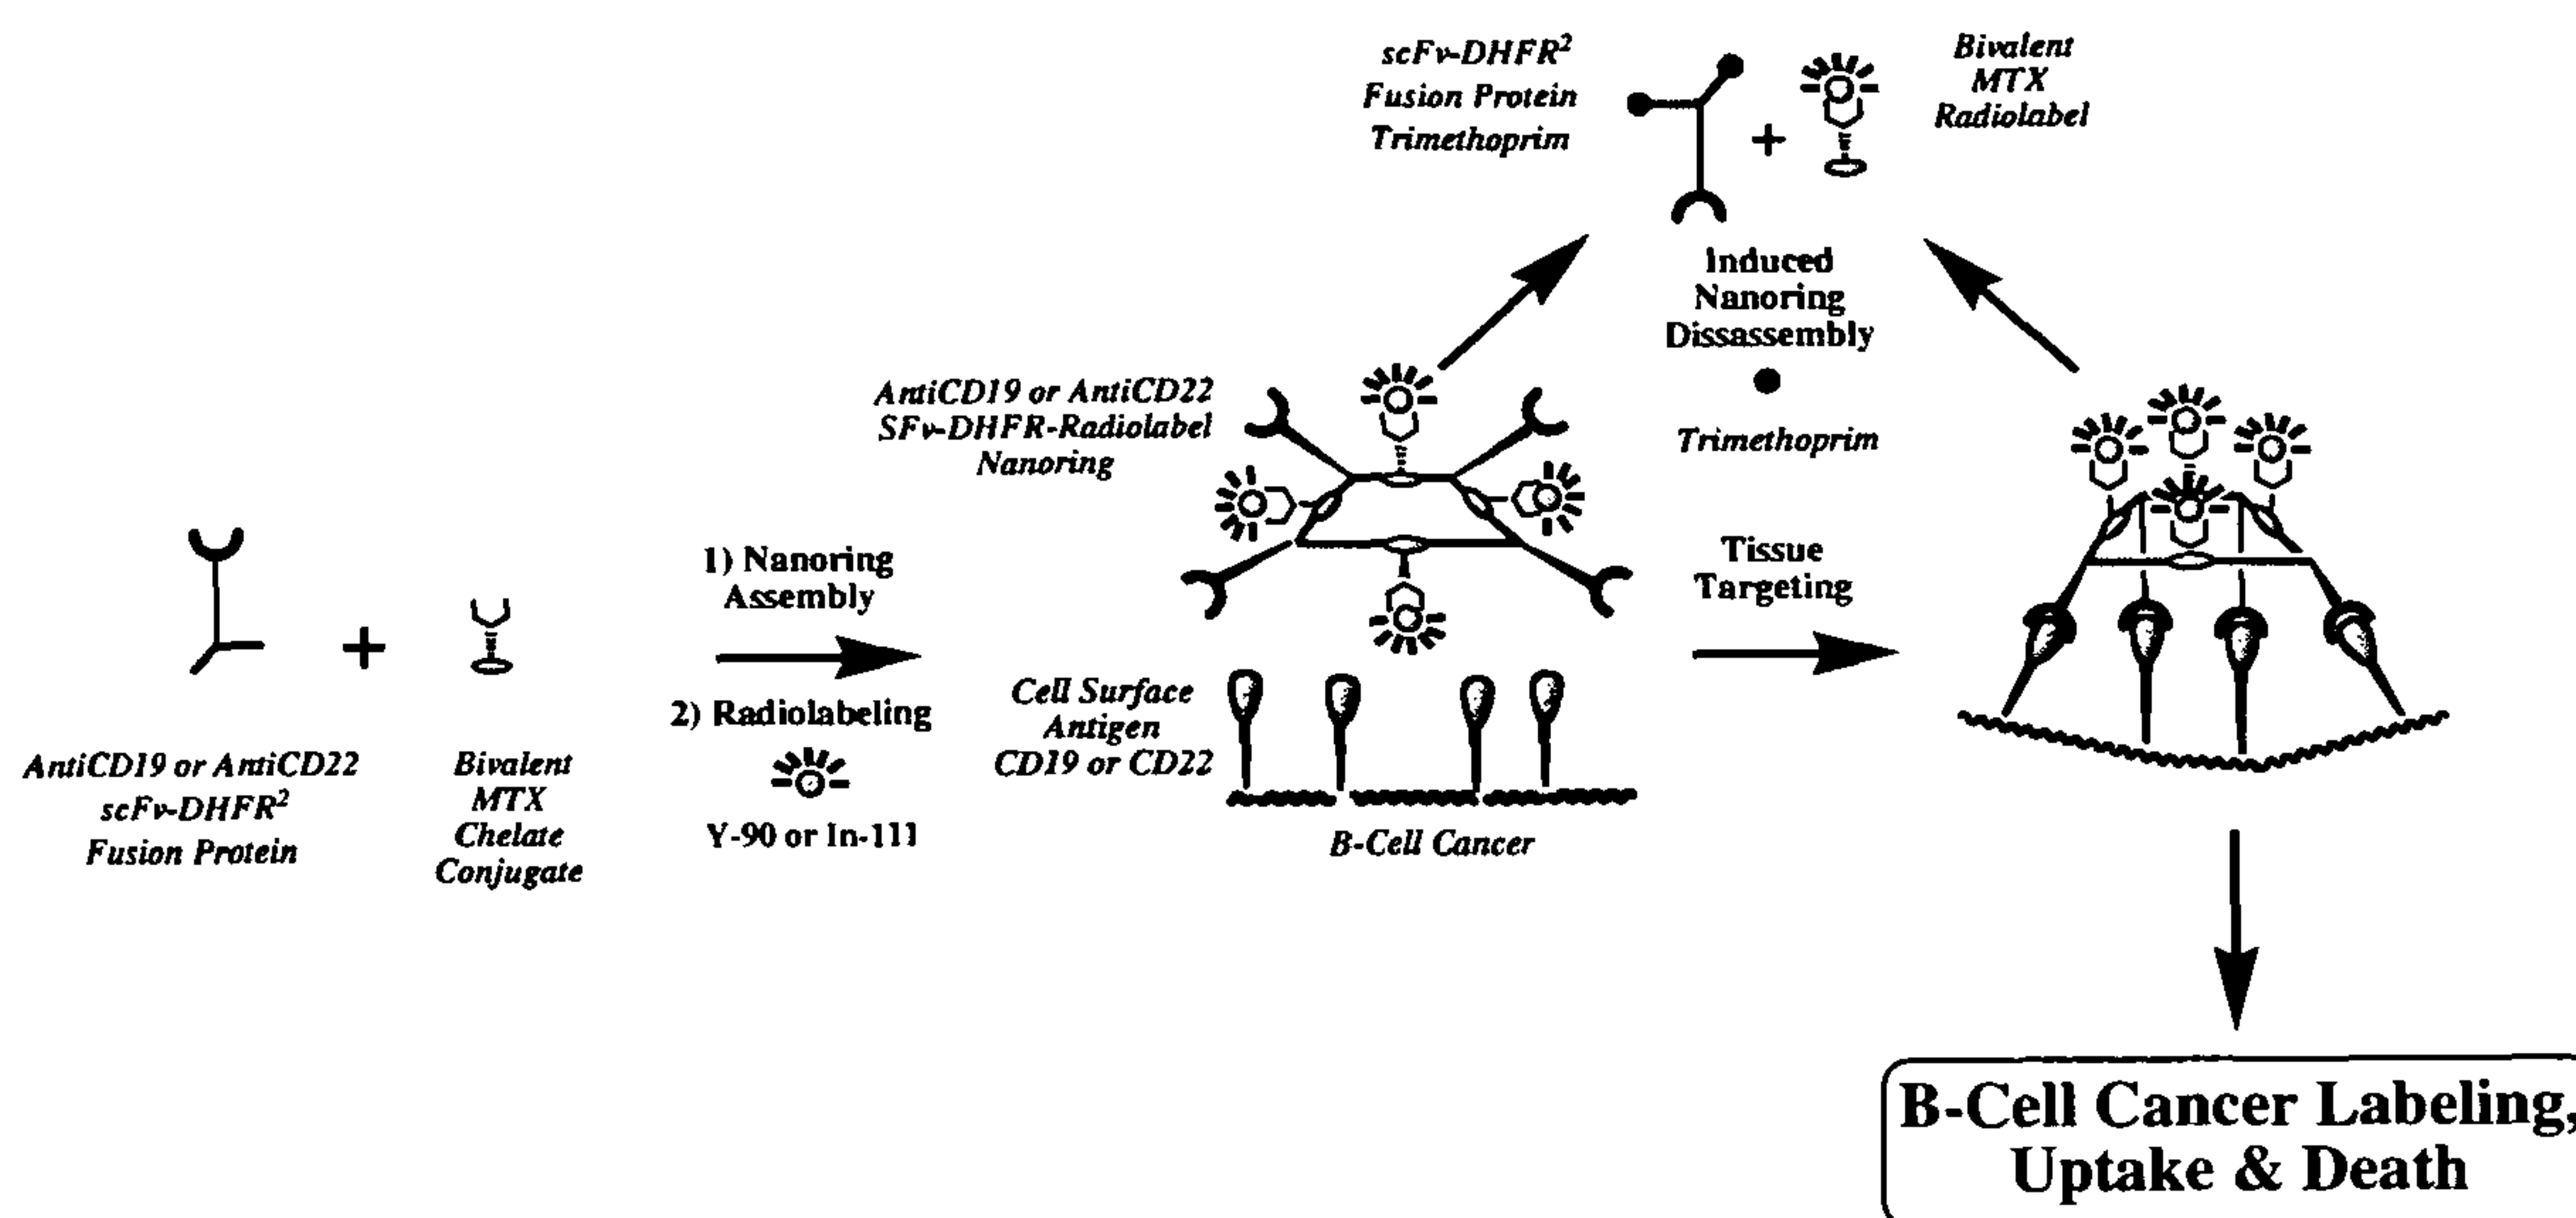 scFv-DHFR²
Fusion Protein
Trimethoprim
+
Bivalent
MTX
Radiolabel
Induced
Nanoring
Dissassembly
Trimethoprim
AntiCD19 or AntiCD22
SFv-DHFR-Radiolabel
Nanoring
1) Nanoring
Assembly
2) Radiolabeling
Y-90 or In-111
+
AntiCD19 or AntiCD22
scFv-DHFR²
Fusion Protein
Bivalent
MTX
Chelate
Conjugate
Cell Surface
Antigen
CD19 or CD22
B-Cell Cancer
Tissue
Targeting
B-Cell Cancer Labeling,
Uptake & Death